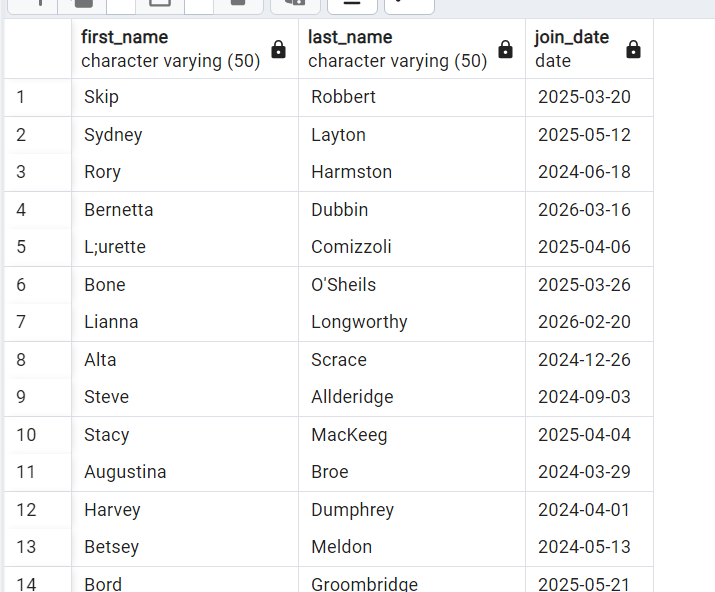 first_name last_name join_date
character varying (50) character varying (50) date
1 Skip Robbert 2025-03-20
2 Sydney Layton 2025-05-12
3 Rory Harmston 2024-06-18
4 Bernetta Dubbin 2026-03-16
5 L;urette Comizzoli 2025-04-06
6 Bone O'Sheils 2025-03-26
7 Lianna Longworthy 2026-02-20
8 Alta Scrace 2024-12-26
9 Steve Allderidge 2024-09-03
10 Stacy MacKeeg 2025-04-04
11 Augustina Broe 2024-03-29
12 Harvey Dumphrey 2024-04-01
13 Betsey Meldon 2024-05-13
14 Bord Groombridge 2025-05-21